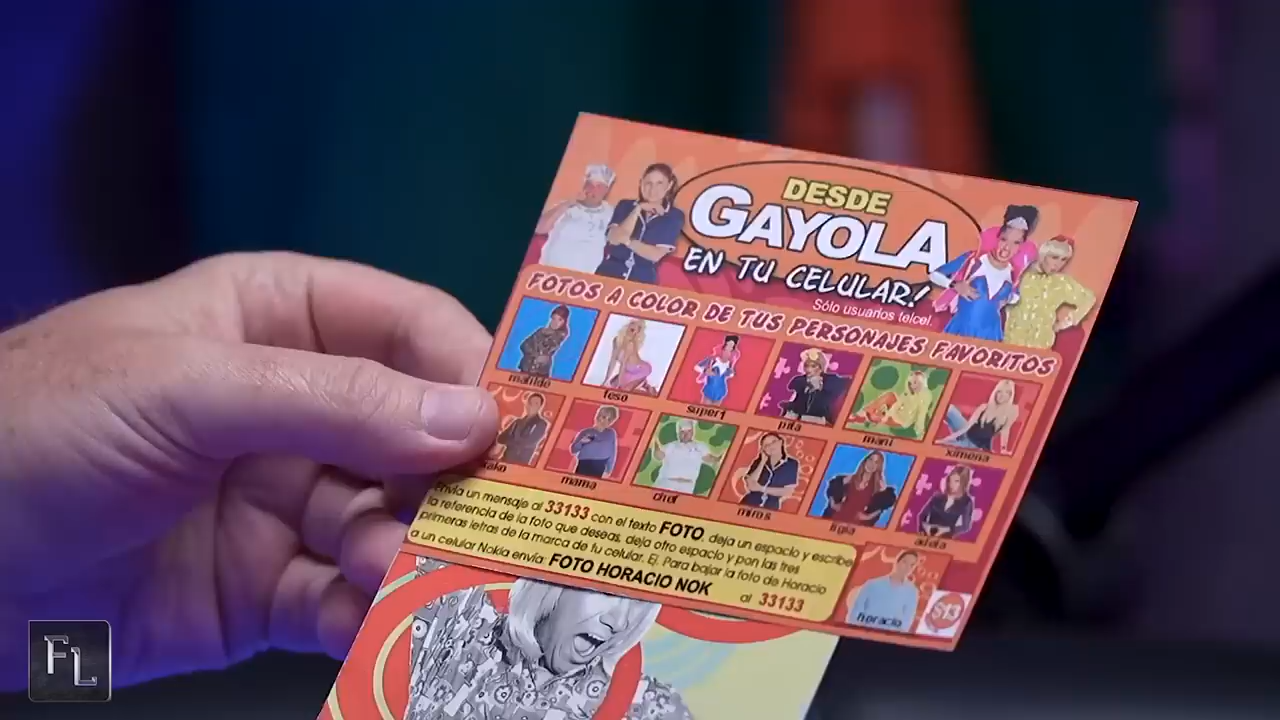 DESDE
GAYOLA
EN TU CELULAR!
Sólo usuarios telcel.
FOTOS A COLOR DE TUS PERSONAJES FAVORITOS
matilde
teso
super1
pita
mani
ximena
mama
chef
ligia
adela
Envía un mensaje al 33133 con el texto FOTO, deja un espacio y escribe
la referencia de la foto que deseas, deja otro espacio y pon las tres
primeras letras de la marca de tu celular. Ej. Para bajar la foto de Horacio
a un celular Nokia envía: FOTO HORACIO NOK
al 33133
horacio
$13
FL